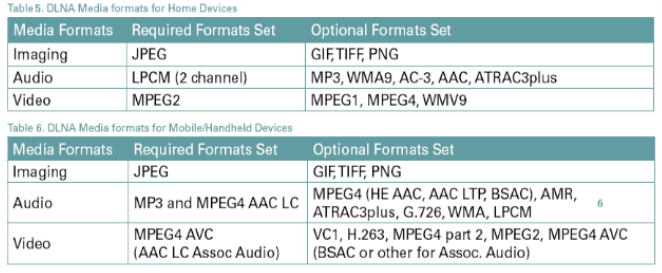 Table 5. DLNA Media formats for Home Devices
Media Formats Required Formats Set Optional Formats Set
Imaging JPEG GIF,TIFF, PNG
Audio LPCM (2 channel) MP3, WMA9, AC-3, AAC, ATRAC3plus
Video MPEG2 MPEG1, MPEG4, WMV9
Table 6. DLNA Media formats for Mobile/Handheld Devices
Media Formats Required Formats Set Optional Formats Set
Imaging JPEG GIF,TIFF, PNG
Audio MP3 and MPEG4 AAC LC MPEG4 (HE AAC, AAC LTP, BSAC), AMR, 6
ATRAC3plus, G.726, WMA, LPCM
Video MPEG4 AVC VC1, H.263, MPEG4 part 2, MPEG2, MPEG4 AVC
(AAC LC Assoc Audio) (BSAC or other for Assoc. Audio)